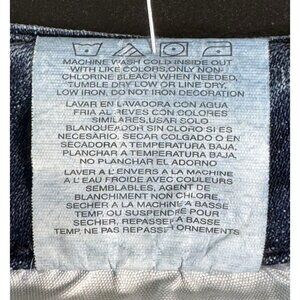 MACHINE WASH COLD INSIDE OUT
WITH LIKE COLORS, ONLY NON
CHLORINE BLEACH WHEN NEEDED,
TUMBLE DRY LOW OR LINE DRY,
LOW IRON, DO NOT IRON DECORATION
LAVAR EN LAVADORA CON AGUA
FRIA AL REVES CON COLORES
SIMILARES, USAR SOLO
BLANQUEADOR SIN CLORO SI ES
NECESARIO, SECAR COLGADO O EN
SECADORA A TEMPERATURA BAJA,
PLANCHAR A TEMPERATURA BAJA,
NO PLANCHAR EL ADORNO
LAVER A L'ENVERS A LA MACHINE
A L'EAU FROIDE AVEC COULEURS
SEMBLABLES, AGENT DE
BLANCHIMENT NON CHLORE,
SECHER A LA MACHINE A BASSE
TEMP. OU SUSPENDRE POUR
SECHER, REPASSER A BASSE
TEMP. NE PAS REPASSER ORNEMENTS